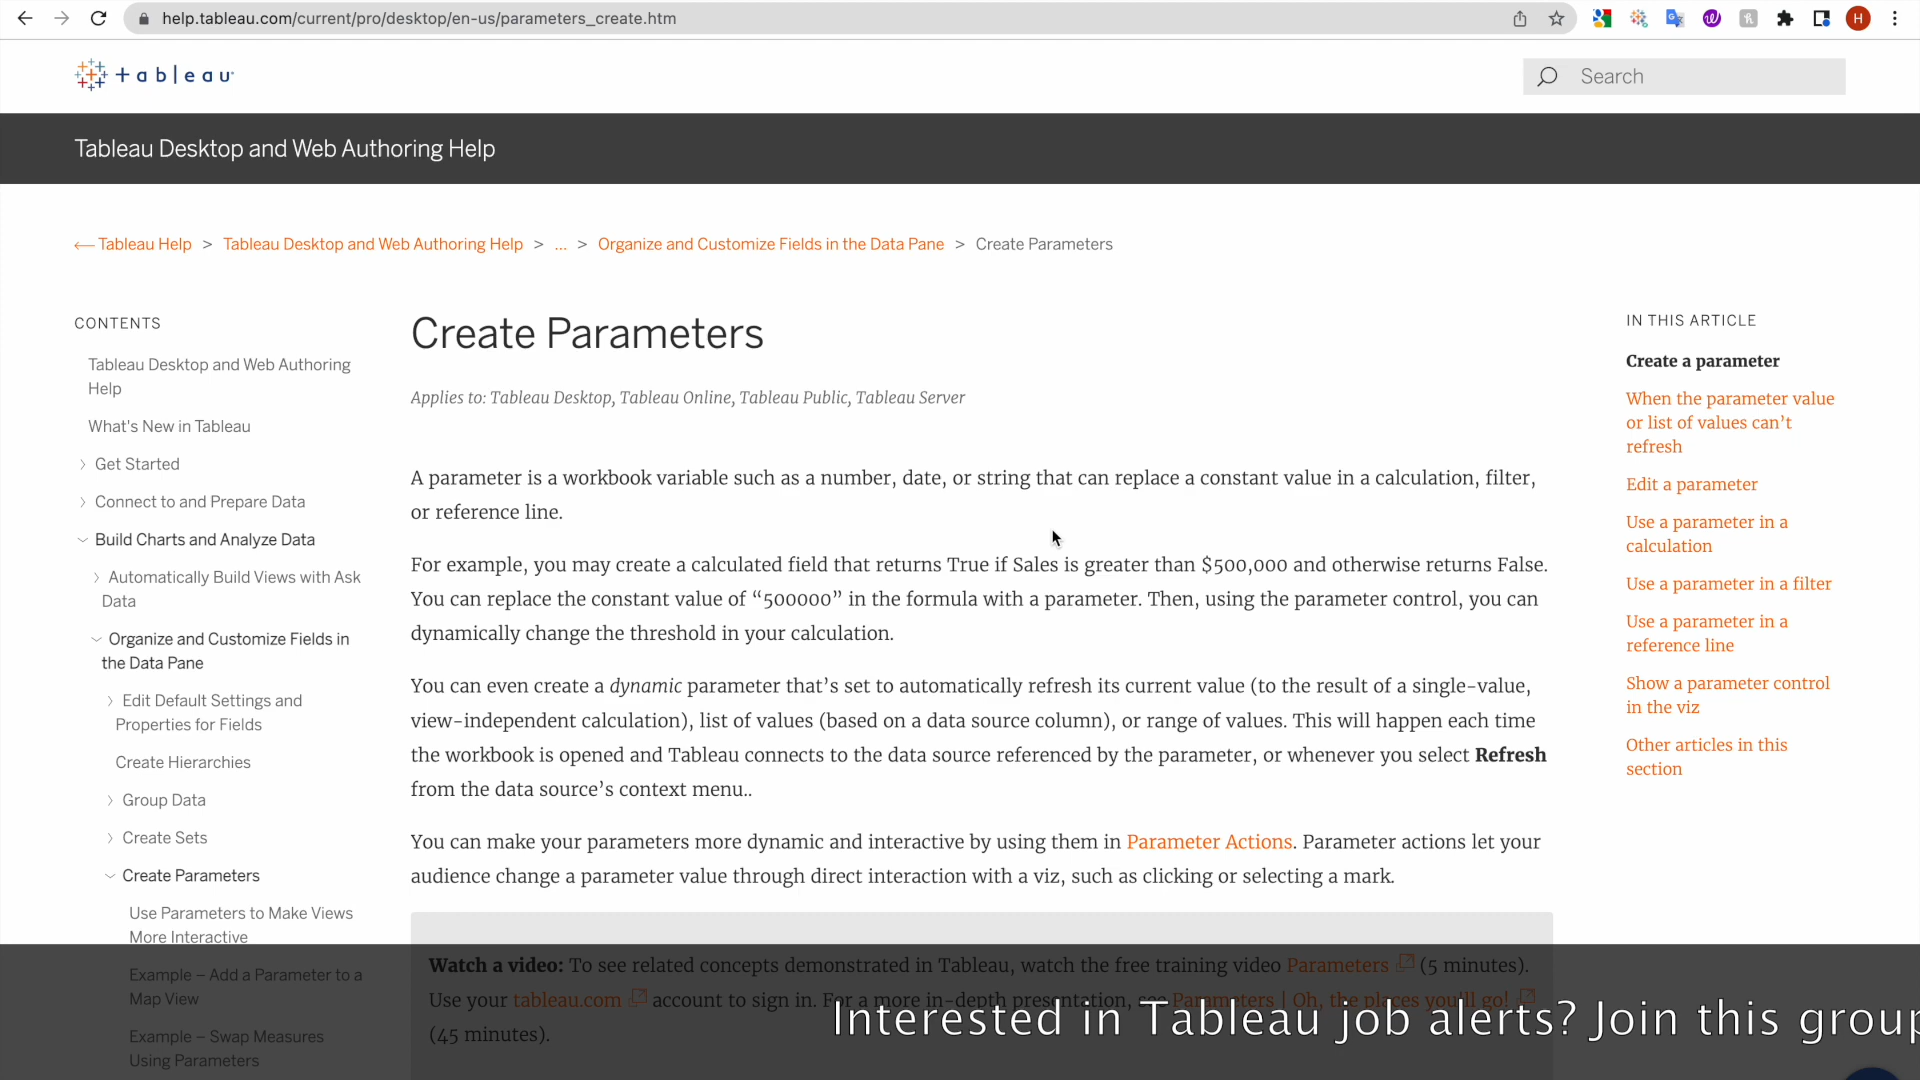 help.tableau.com/current/pro/desktop/en-us/parameters_create.htm
H
+ a b | e a u
Search
Tableau Desktop and Web Authoring Help
Tableau Help > Tableau Desktop and Web Authoring Help > ... > Organize and Customize Fields in the Data Pane > Create Parameters
CONTENTS
Tableau Desktop and Web Authoring
Help
What's New in Tableau
Get Started
Connect to and Prepare Data
Build Charts and Analyze Data
Automatically Build Views with Ask
Data
Organize and Customize Fields in
the Data Pane
Edit Default Settings and
Properties for Fields
Create Hierarchies
Group Data
Create Sets
Create Parameters
Use Parameters to Make Views
More Interactive
Example – Add a Parameter to a
Map View
Example – Swap Measures
Using Parameters
Create Parameters
Applies to: Tableau Desktop, Tableau Online, Tableau Public, Tableau Server
A parameter is a workbook variable such as a number, date, or string that can replace a constant value in a calculation, filter,
or reference line.
For example, you may create a calculated field that returns True if Sales is greater than $500,000 and otherwise returns False.
You can replace the constant value of “500000” in the formula with a parameter. Then, using the parameter control, you can
dynamically change the threshold in your calculation.
You can even create a dynamic parameter that’s set to automatically refresh its current value (to the result of a single-value,
view-independent calculation), list of values (based on a data source column), or range of values. This will happen each time
the workbook is opened and Tableau connects to the data source referenced by the parameter, or whenever you select Refresh
from the data source’s context menu..
You can make your parameters more dynamic and interactive by using them in Parameter Actions. Parameter actions let your
audience change a parameter value through direct interaction with a viz, such as clicking or selecting a mark.
Watch a video: To see related concepts demonstrated in Tableau, watch the free training video Parameters (5 minutes).
Use your tableau.com account to sign in. For a more in-depth presentation, see Parameters | Oh, the places you'll go!
(45 minutes).
IN THIS ARTICLE
Create a parameter
When the parameter value
or list of values can’t
refresh
Edit a parameter
Use a parameter in a
calculation
Use a parameter in a filter
Use a parameter in a
reference line
Show a parameter control
in the viz
Other articles in this
section
Interested in Tableau job alerts? Join this group